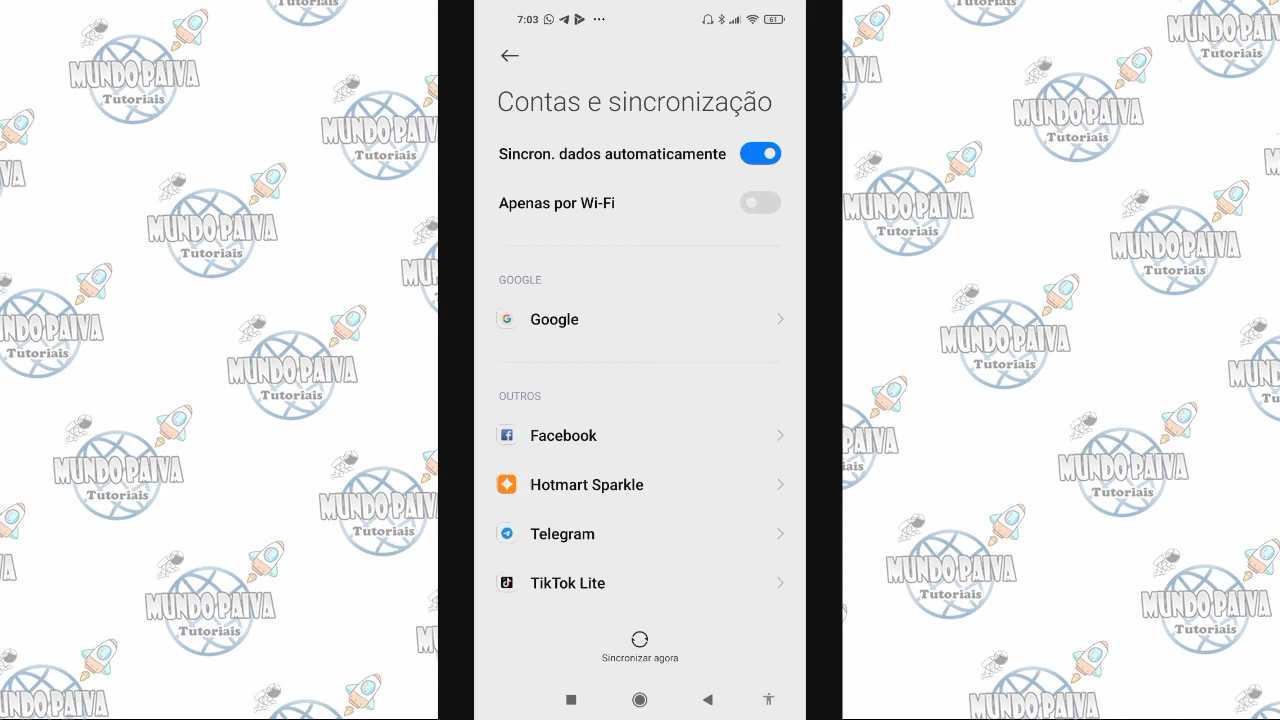 7:03
61
Contas e sincronização
Sincron. dados automaticamente
Apenas por Wi-Fi
GOOGLE
Google
OUTROS
Facebook
Hotmart Sparkle
Telegram
TikTok Lite
Sincronizar agora
MUNDO PAIVA
Tutoriais